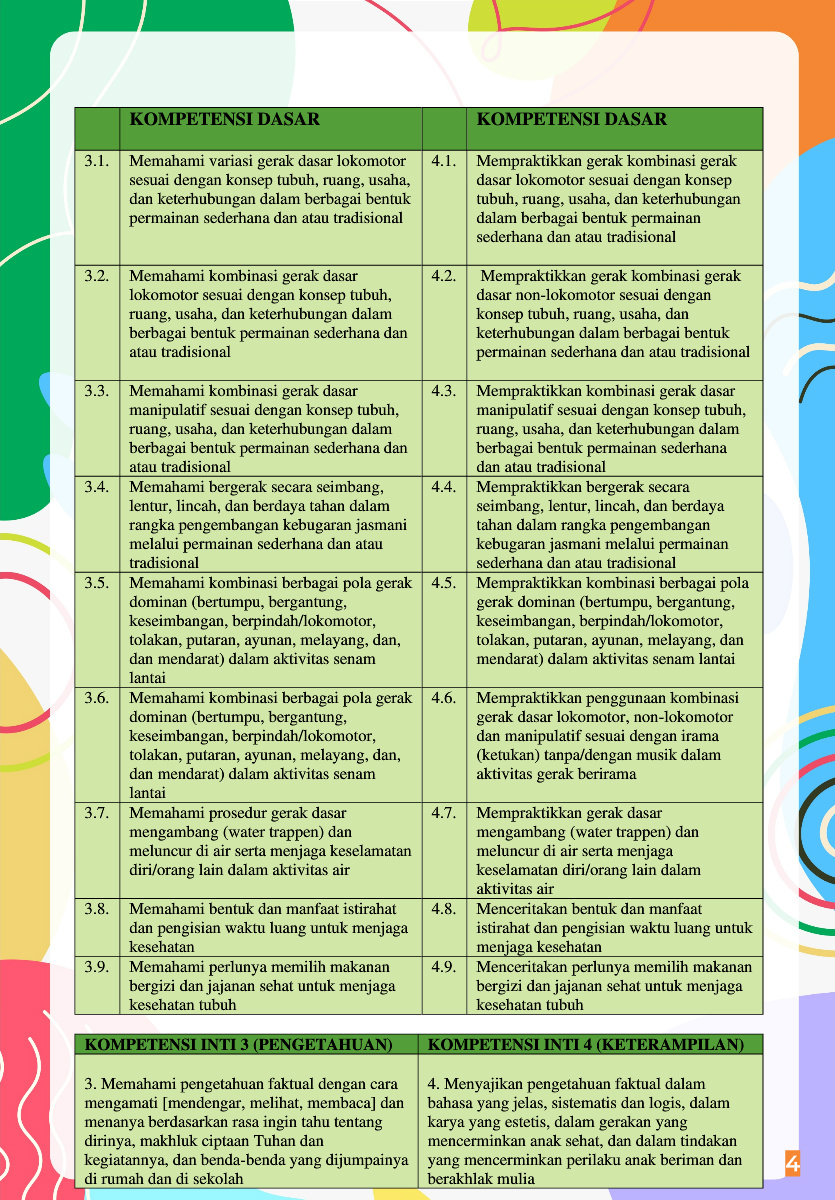 KOMPETENSI DASAR
KOMPETENSI DASAR
3.1.
Memahami variasi gerak dasar lokomotor
sesuai dengan konsep tubuh, ruang, usaha,
dan keterhubungan dalam berbagai bentuk
permainan sederhana dan atau tradisional
4.1.
Mempraktikkan gerak kombinasi gerak
dasar lokomotor sesuai dengan konsep
tubuh, ruang, usaha, dan keterhubungan
dalam berbagai bentuk permainan
sederhana dan atau tradisional
3.2.
Memahami kombinasi gerak dasar
lokomotor sesuai dengan konsep tubuh,
ruang, usaha, dan keterhubungan dalam
berbagai bentuk permainan sederhana dan
atau tradisional
4.2.
Mempraktikkan gerak kombinasi gerak
dasar non-lokomotor sesuai dengan
konsep tubuh, ruang, usaha, dan
keterhubungan dalam berbagai bentuk
permainan sederhana dan atau tradisional
3.3.
Memahami kombinasi gerak dasar
manipulatif sesuai dengan konsep tubuh,
ruang, usaha, dan keterhubungan dalam
berbagai bentuk permainan sederhana dan
atau tradisional
4.3.
Mempraktikkan kombinasi gerak dasar
manipulatif sesuai dengan konsep tubuh,
ruang, usaha, dan keterhubungan dalam
berbagai bentuk permainan sederhana
dan atau tradisional
3.4.
Memahami bergerak secara seimbang,
lentur, lincah, dan berdaya tahan dalam
rangka pengembangan kebugaran jasmani
melalui permainan sederhana dan atau
tradisional
4.4.
Mempraktikkan bergerak secara
seimbang, lentur, lincah, dan berdaya
tahan dalam rangka pengembangan
kebugaran jasmani melalui permainan
sederhana dan atau tradisional
3.5.
Memahami kombinasi berbagai pola gerak
dominan (bertumpu, bergantung,
keseimbangan, berpindah/lokomotor,
tolakan, putaran, ayunan, melayang, dan,
dan mendarat) dalam aktivitas senam
lantai
4.5.
Mempraktikkan kombinasi berbagai pola
gerak dominan (bertumpu, bergantung,
keseimbangan, berpindah/lokomotor,
tolakan, putaran, ayunan, melayang, dan
mendarat) dalam aktivitas senam lantai
3.6.
Memahami kombinasi berbagai pola gerak
dominan (bertumpu, bergantung,
keseimbangan, berpindah/lokomotor,
tolakan, putaran, ayunan, melayang, dan,
dan mendarat) dalam aktivitas senam
lantai
4.6.
Mempraktikkan penggunaan kombinasi
gerak dasar lokomotor, non-lokomotor
dan manipulatif sesuai dengan irama
(ketukan) tanpa/dengan musik dalam
aktivitas gerak berirama
3.7.
Memahami prosedur gerak dasar
mengambang (water trappen) dan
meluncur di air serta menjaga keselamatan
diri/orang lain dalam aktivitas air
4.7.
Mempraktikkan gerak dasar
mengambang (water trappen) dan
meluncur di air serta menjaga
keselamatan diri/orang lain dalam
aktivitas air
3.8.
Memahami bentuk dan manfaat istirahat
dan pengisian waktu luang untuk menjaga
kesehatan
4.8.
Menceritakan bentuk dan manfaat
istirahat dan pengisian waktu luang untuk
menjaga kesehatan
3.9.
Memahami perlunya memilih makanan
bergizi dan jajanan sehat untuk menjaga
kesehatan tubuh
4.9.
Menceritakan perlunya memilih makanan
bergizi dan jajanan sehat untuk menjaga
kesehatan tubuh
KOMPETENSI INTI 3 (PENGETAHUAN)
KOMPETENSI INTI 4 (KETERAMPILAN)
3. Memahami pengetahuan faktual dengan cara
mengamati [mendengar, melihat, membaca] dan
menanya berdasarkan rasa ingin tahu tentang
dirinya, makhluk ciptaan Tuhan dan
kegiatannya, dan benda-benda yang dijumpainya
di rumah dan di sekolah
4. Menyajikan pengetahuan faktual dalam
bahasa yang jelas, sistematis dan logis, dalam
karya yang estetis, dalam gerakan yang
mencerminkan anak sehat, dan dalam tindakan
yang mencerminkan perilaku anak beriman dan
berakhlak mulia
4